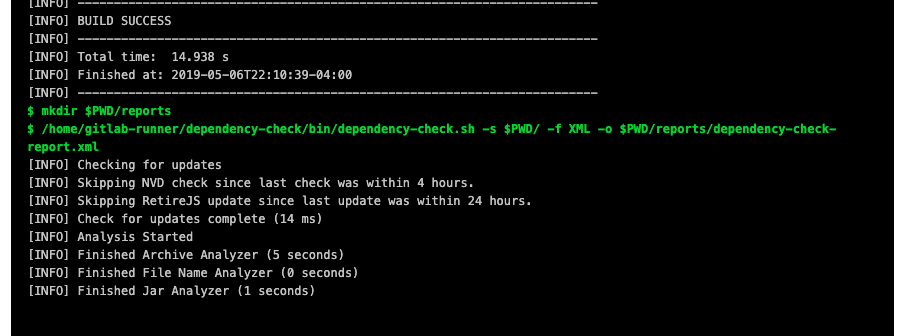 [INFO] ------------------------------------------------------------------------
[INFO] BUILD SUCCESS
[INFO] ------------------------------------------------------------------------
[INFO] Total time:  14.938 s
[INFO] Finished at: 2019-05-06T22:10:39-04:00
[INFO] ------------------------------------------------------------------------
$ mkdir $PWD/reports
$ /home/gitlab-runner/dependency-check/bin/dependency-check.sh -s $PWD/ -f XML -o $PWD/reports/dependency-check-
report.xml
[INFO] Checking for updates
[INFO] Skipping NVD check since last check was within 4 hours.
[INFO] Skipping RetireJS update since last update was within 24 hours.
[INFO] Check for updates complete (14 ms)
[INFO] Analysis Started
[INFO] Finished Archive Analyzer (5 seconds)
[INFO] Finished File Name Analyzer (0 seconds)
[INFO] Finished Jar Analyzer (1 seconds)